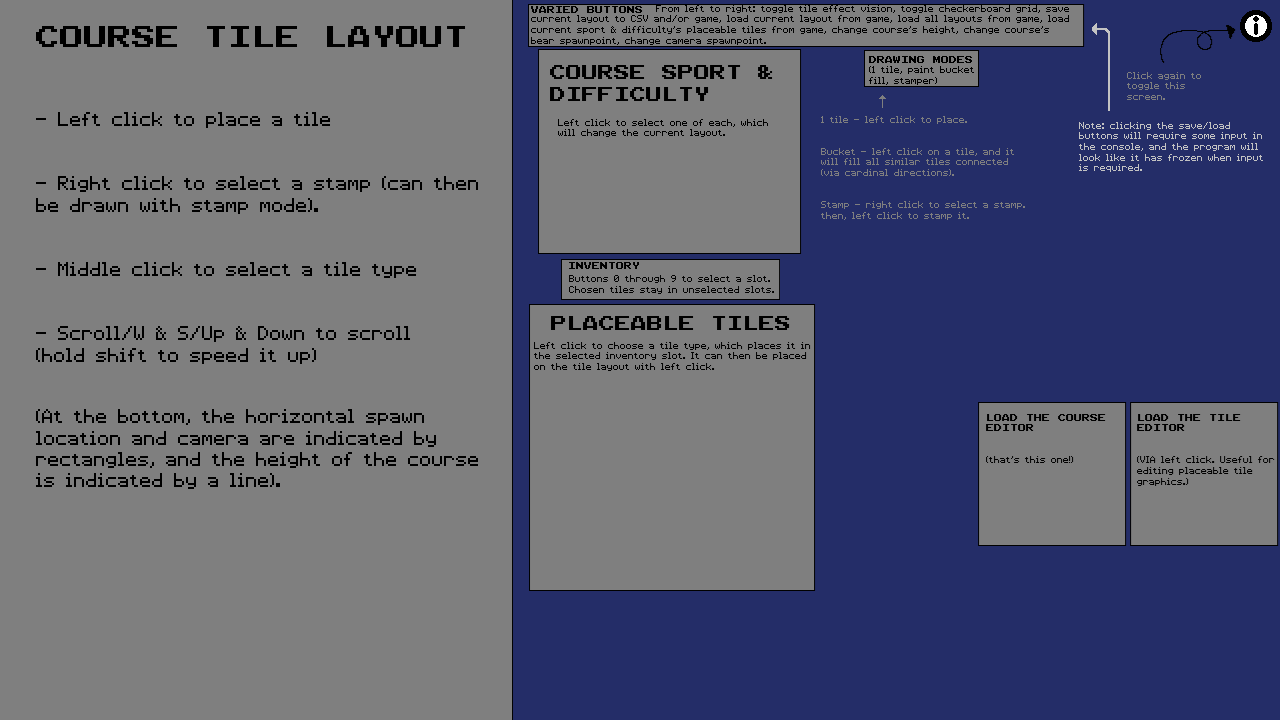 COURSE TILE LAYOUT
- Left click to place a tile
- Right click to select a stamp (can then
be drawn with stamp mode).
- Middle click to select a tile type
- Scroll/W & S/Up & Down to scroll
(hold shift to speed it up)
(At the bottom, the horizontal spawn
location and camera are indicated by
rectangles, and the height of the course
is indicated by a line).
VARIED BUTTONS From left to right: toggle tile effect vision, toggle checkerboard grid, save
current layout to CSV and/or game, load current layout from game, load all layouts from game, load
current sport & difficulty's placeable tiles from game, change course's height, change course's
bear spawnpoint, change camera spawnpoint.
COURSE SPORT &
DIFFICULTY
Left click to select one of each, which
will change the current layout.
DRAWING MODES
(1 tile, paint bucket
fill, stamper)
1 tile - left click to place.
Bucket - left click on a tile, and it
will fill all similar tiles connected
(via cardinal directions).
Stamp - right click to select a stamp.
then, left click to stamp it.
Click again to
toggle this
screen.
Note: clicking the save/load
buttons will require some input in
the console, and the program will
look like it has frozen when input
is required.
INVENTORY
Buttons 0 through 9 to select a slot.
Chosen tiles stay in unselected slots.
PLACEABLE TILES
Left click to choose a tile type, which places it in
the selected inventory slot. It can then be placed
on the tile layout with left click.
LOAD THE COURSE
EDITOR
(that's this one!)
LOAD THE TILE
EDITOR
(VIA left click. Useful for
editing placeable tile
graphics.)